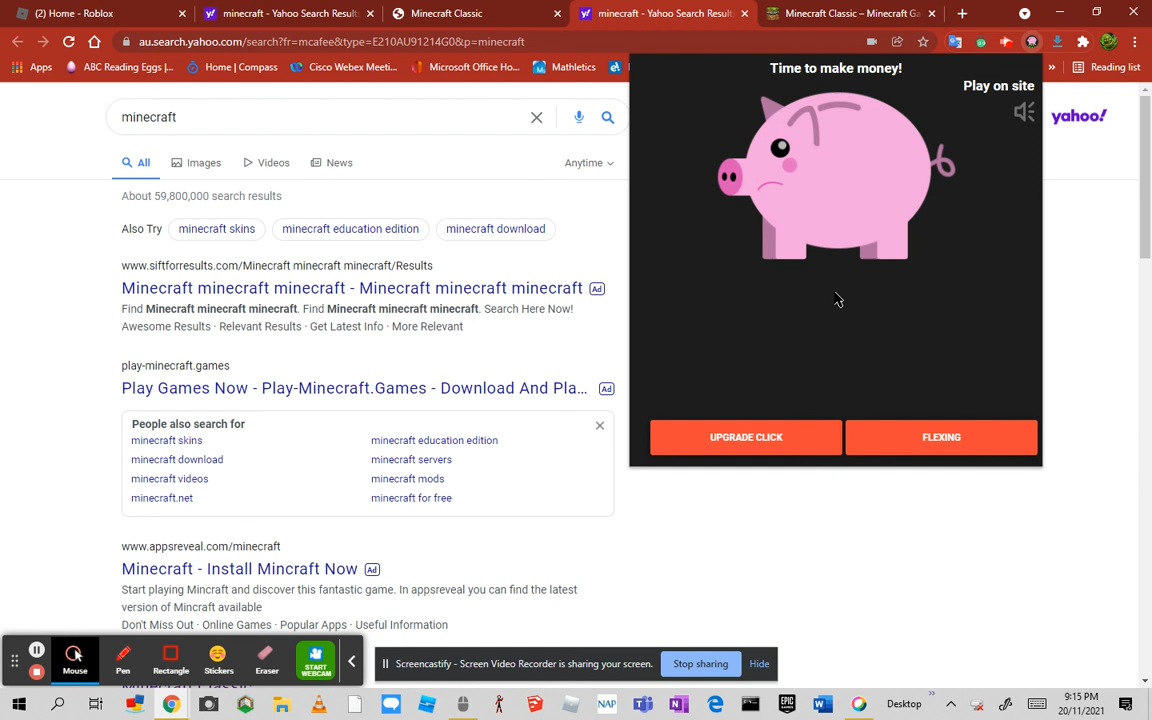 (2) Home - Roblox
minecraft - Yahoo Search Result
Minecraft Classic
minecraft - Yahoo Search Result
Minecraft Classic – Minecraft Ga
au.search.yahoo.com/search?fr=mcafee&type=E210AU91214G0&p=minecraft
Apps
ABC Reading Eggs |...
Home | Compass
Cisco Webex Meeti...
Microsoft Office Ho...
Mathletics
»
Reading list
minecraft
yahoo!
All
Images
Videos
News
Anytime
About 59,800,000 search results
Also Try
minecraft skins
minecraft education edition
minecraft download
www.siftforresults.com/Minecraft minecraft minecraft/Results
Minecraft minecraft minecraft - Minecraft minecraft minecraft Ad
Find Minecraft minecraft minecraft. Find Minecraft minecraft minecraft. Search Here Now!
Awesome Results · Relevant Results · Get Latest Info · More Relevant
play-minecraft.games
Play Games Now - Play-Minecraft.Games - Download And Pla... Ad
People also search for
minecraft skins
minecraft education edition
minecraft download
minecraft servers
minecraft videos
minecraft mods
minecraft.net
minecraft for free
www.appsreveal.com/minecraft
Minecraft - Install Mincraft Now Ad
Start playing Mincraft and discover this fantastic game. In appsreveal you can find the latest
version of Mincraft available
Don't Miss Out · Online Games · Popular Apps · Useful Information
Time to make money!
Play on site
UPGRADE CLICK
FLEXING
Mouse
Pen
Rectangle
Stickers
Eraser
START
WEBCAM
Screencastify - Screen Video Recorder is sharing your screen.
Stop sharing
Hide
NAP
Desktop
»
9:15 PM
20/11/2021